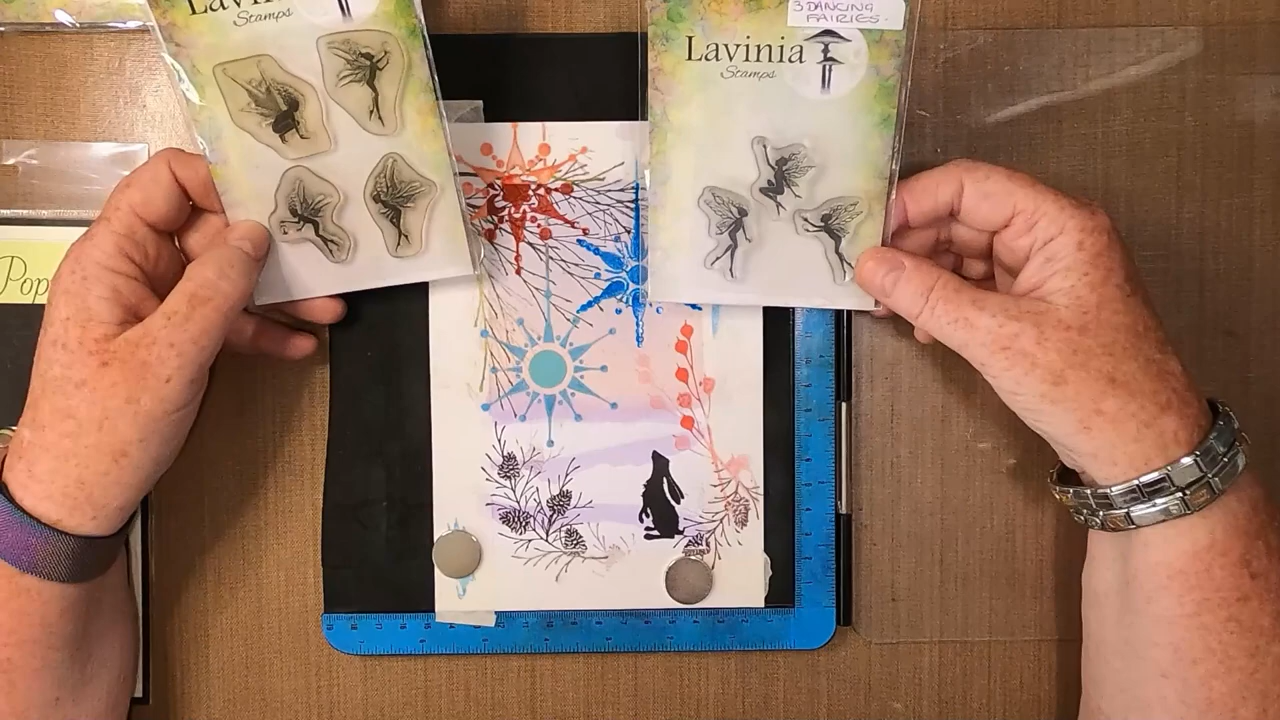 Lavinia
Stamps
3 DANCING
FAIRIES.
Lavinia
Stamps
Pop